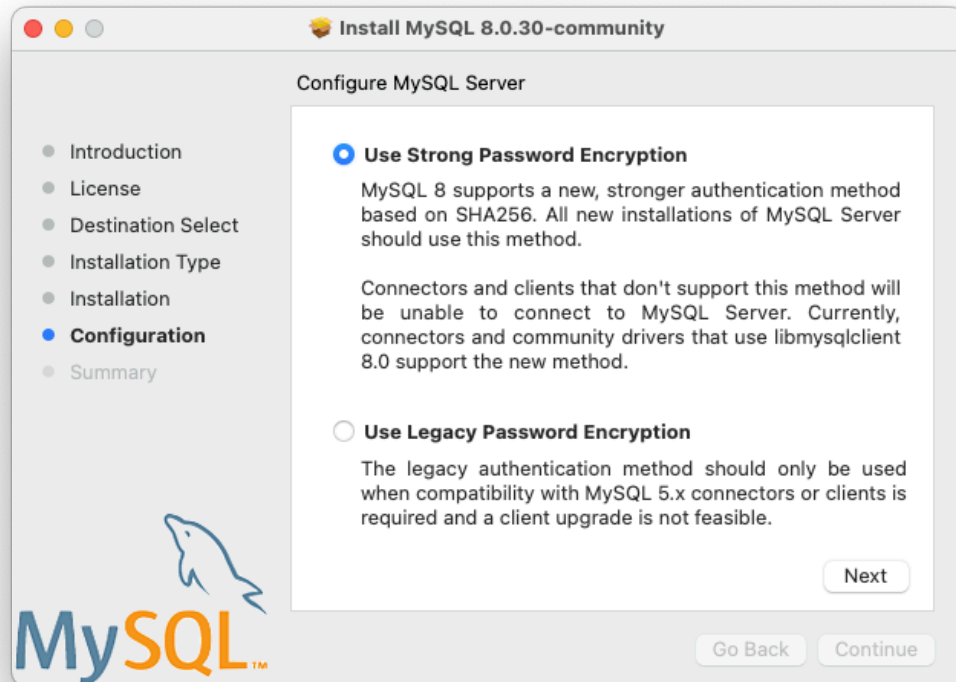 Install MySQL 8.0.30-community
Configure MySQL Server
Introduction
License
Destination Select
Installation Type
Installation
Configuration
Summary
Use Strong Password Encryption
MySQL 8 supports a new, stronger authentication method
based on SHA256. All new installations of MySQL Server
should use this method.
Connectors and clients that don't support this method will
be unable to connect to MySQL Server. Currently,
connectors and community drivers that use libmysqlclient
8.0 support the new method.
Use Legacy Password Encryption
The legacy authentication method should only be used
when compatibility with MySQL 5.x connectors or clients is
required and a client upgrade is not feasible.
Next
MySQL™
Go Back
Continue